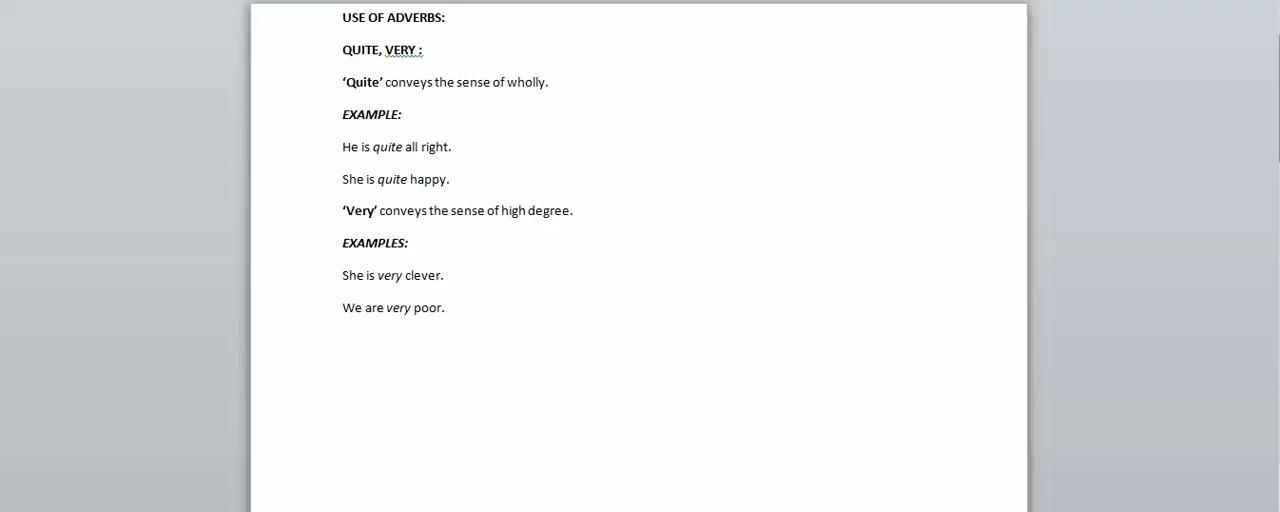 USE OF ADVERBS:
QUITE, VERY :
‘Quite’ conveys the sense of wholly.
EXAMPLE:
He is quite all right.
She is quite happy.
‘Very’ conveys the sense of high degree.
EXAMPLES:
She is very clever.
We are very poor.